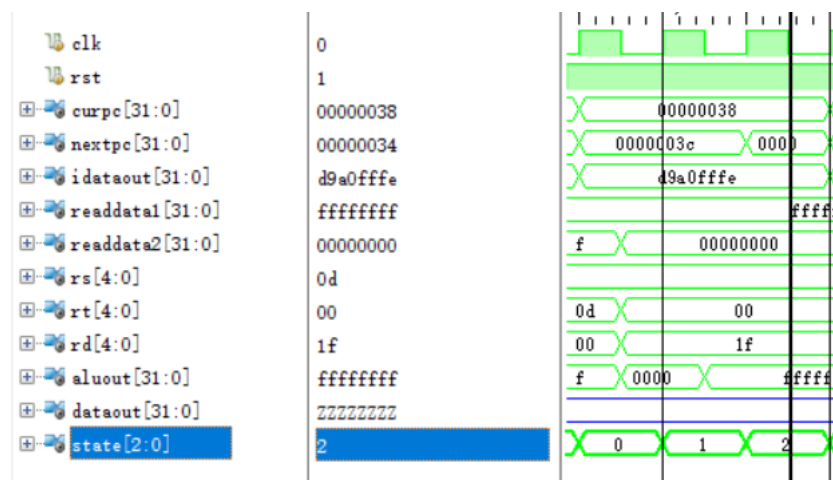 clk 0
rst 1
curpc[31:0] 00000038 00000038
nextpc[31:0] 00000034 0000003c 0000
idataout[31:0] d9a0fffe d9a0fffe
readdata1[31:0] ffffffff ffff
readdata2[31:0] 00000000 f 00000000
rs[4:0] 0d
rt[4:0] 00 0d 00
rd[4:0] 1f 00 1f
aluout[31:0] ffffffff f 0000 fffff
dataout[31:0] ZZZZZZZZ
state[2:0] 2 0 1 2